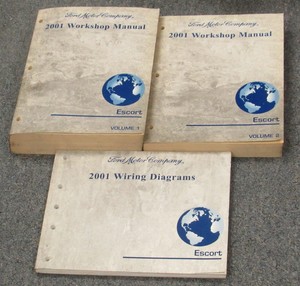 Ford Motor Company
2001 Workshop Manual
Escort
VOLUME 1
Ford Motor Company
2001 Workshop Manual
Escort
VOLUME 2
Ford Motor Company
2001 Wiring Diagrams
Escort